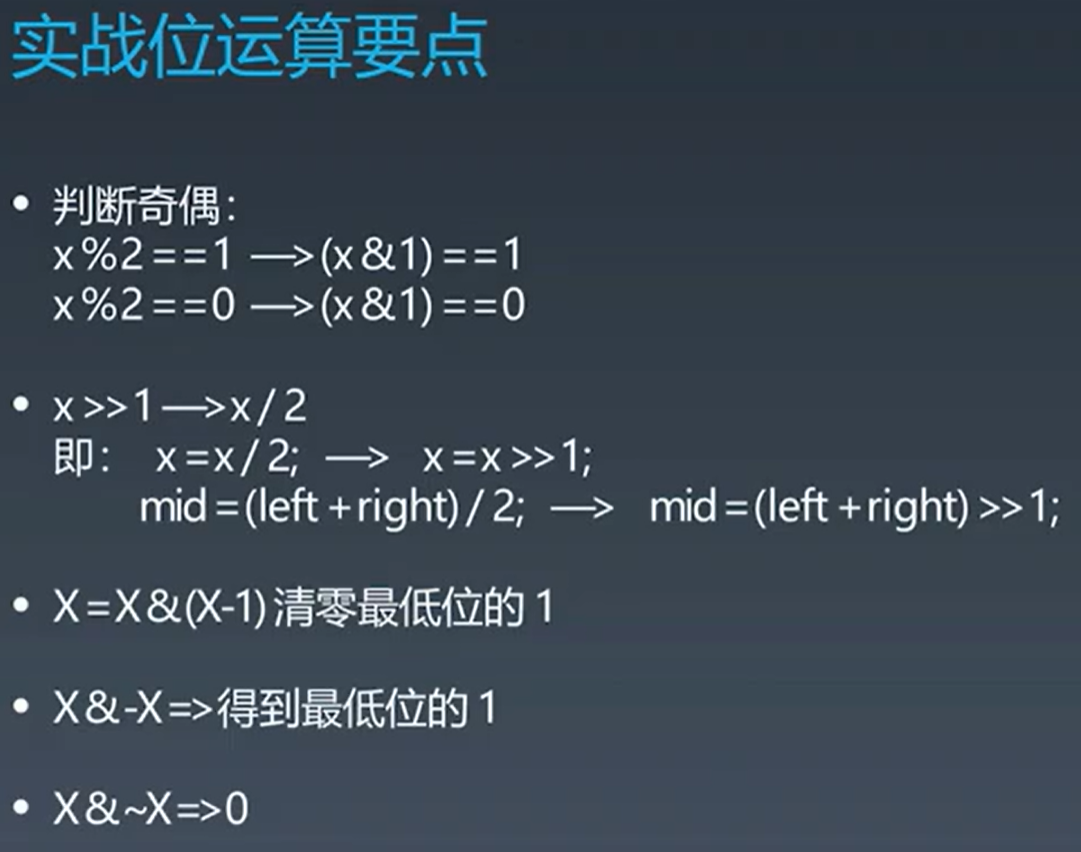 实战位运算要点
• 判断奇偶：
x%2==1 —>(x&1)==1
x%2==0 —>(x&1)==0
• x>>1—>x/2
即： x=x/2; —> x=x>>1;
mid=(left+right)/2; —> mid=(left+right)>>1;
• X=X&(X-1)清零最低位的1
• X&-X=>得到最低位的1
• X&~X=>0